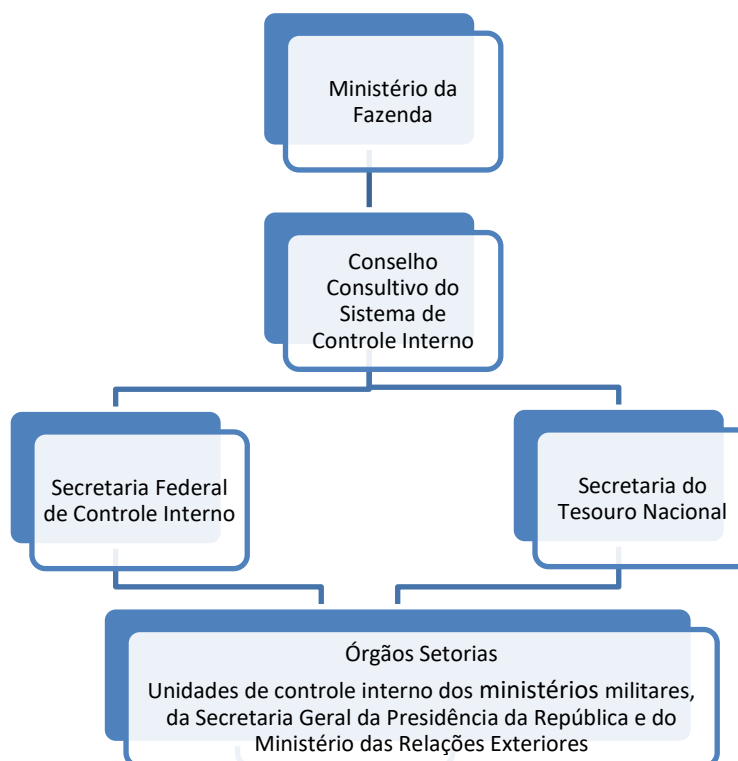 Ministério da
Fazenda
Conselho
Consultivo do
Sistema de
Controle Interno
Secretaria Federal
de Controle Interno
Secretaria do
Tesouro Nacional
Órgãos Setorias
Unidades de controle interno dos ministérios militares,
da Secretaria Geral da Presidência da República e do
Ministério das Relações Exteriores